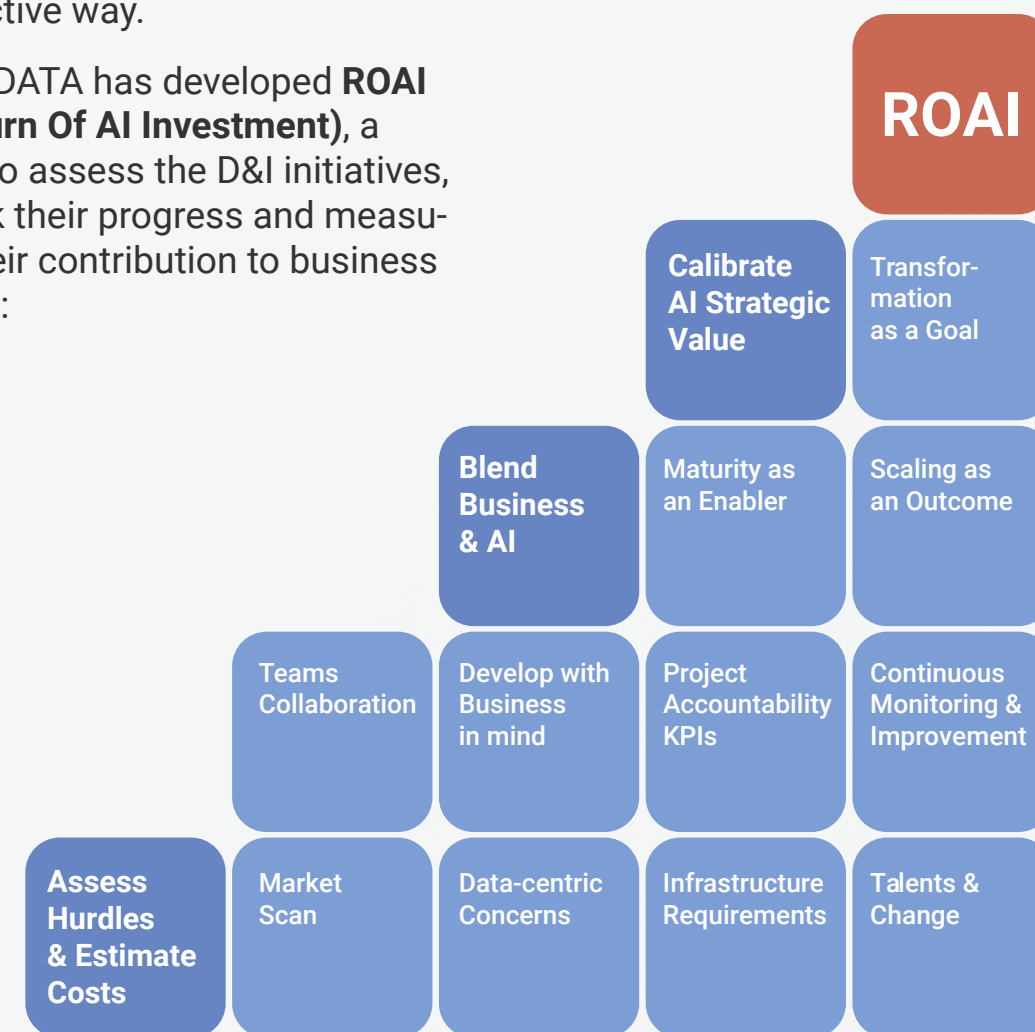 ctive way.
DATA has developed ROAI
urn Of AI Investment), a
o assess the D&I initiatives,
k their progress and measu-
eir contribution to business
:
ROAI
Calibrate
AI Strategic
Value
Transfor-
mation
as a Goal
Blend
Business
& AI
Maturity as
an Enabler
Scaling as
an Outcome
Teams
Collaboration
Develop with
Business
in mind
Project
Accountability
KPIs
Continuous
Monitoring &
Improvement
Assess
Hurdles
& Estimate
Costs
Market
Scan
Data-centric
Concerns
Infrastructure
Requirements
Talents &
Change